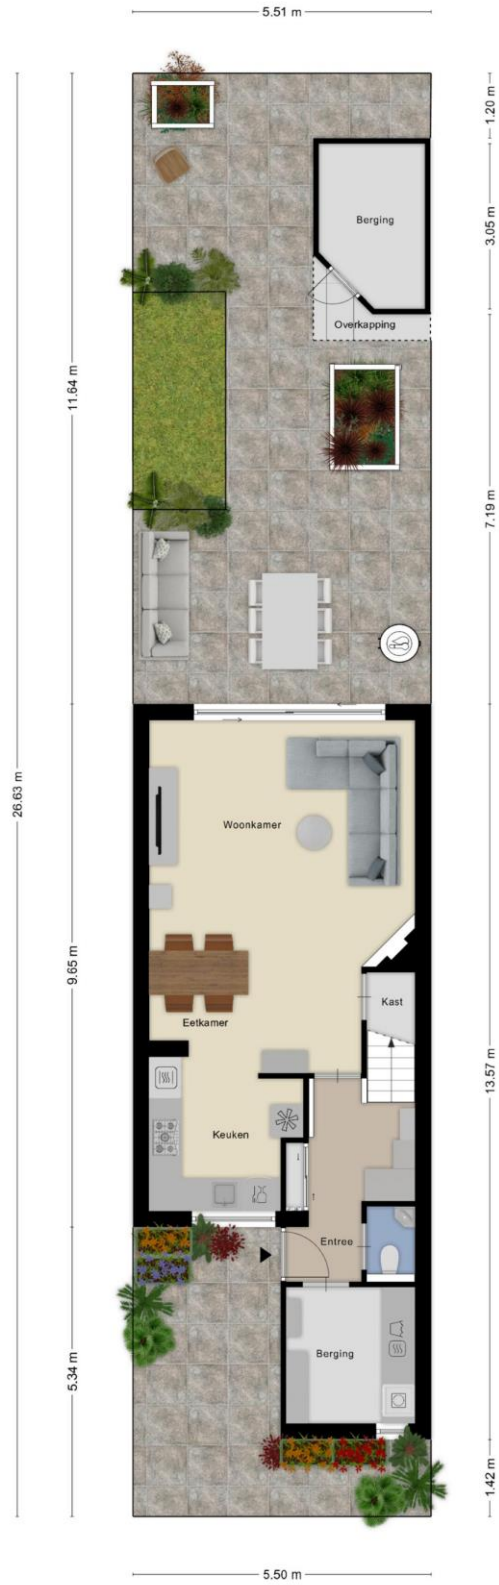 5.51 m
1.20 m
Berging
3.05 m
Overkapping
11.64 m
7.19 m
26.63 m
Woonkamer
9.65 m
Kast
Eetkamer
13.57 m
Keuken
Entree
Berging
5.34 m
1.42 m
5.50 m